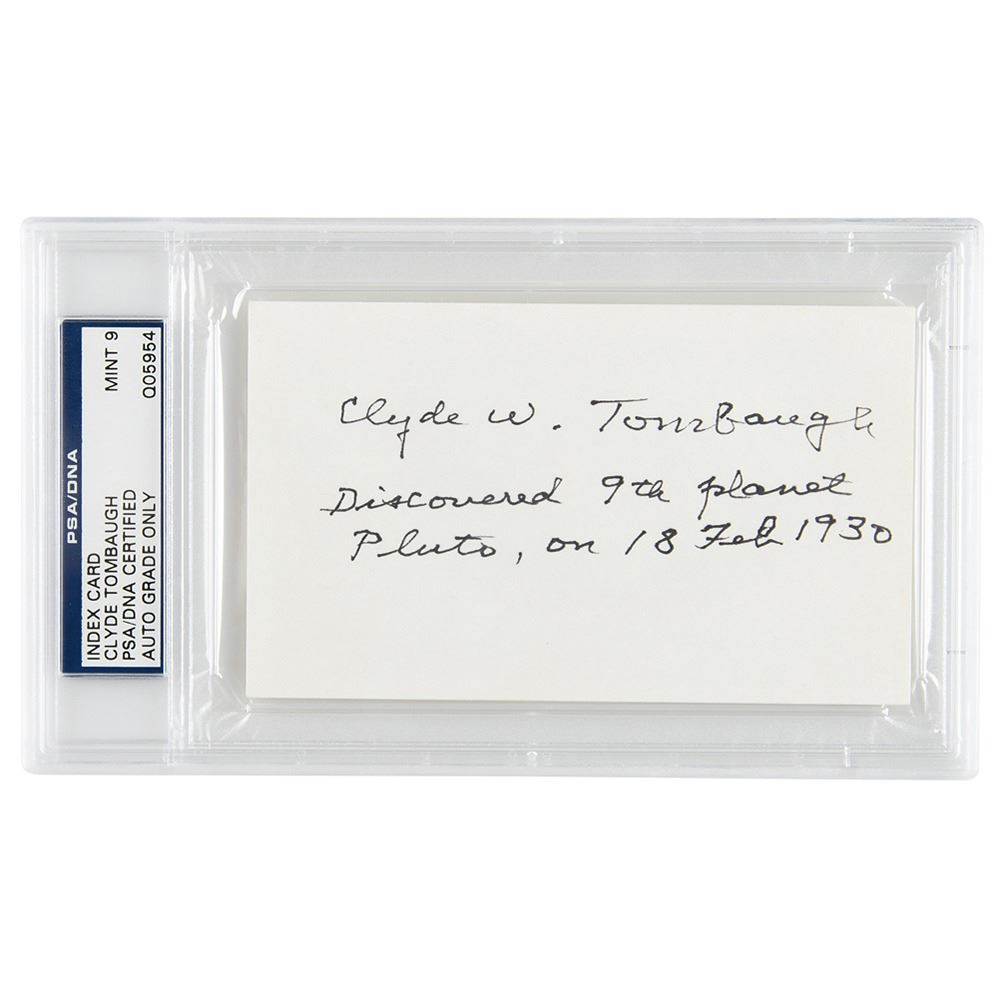 PSA/DNA
INDEX CARD
CLYDE TOMBAUGH
PSA/DNA CERTIFIED
AUTO GRADE ONLY
MINT 9
Q05954
Clyde W. Tombaugh
Discovered 9th planet
Pluto, on 18 Feb 1930